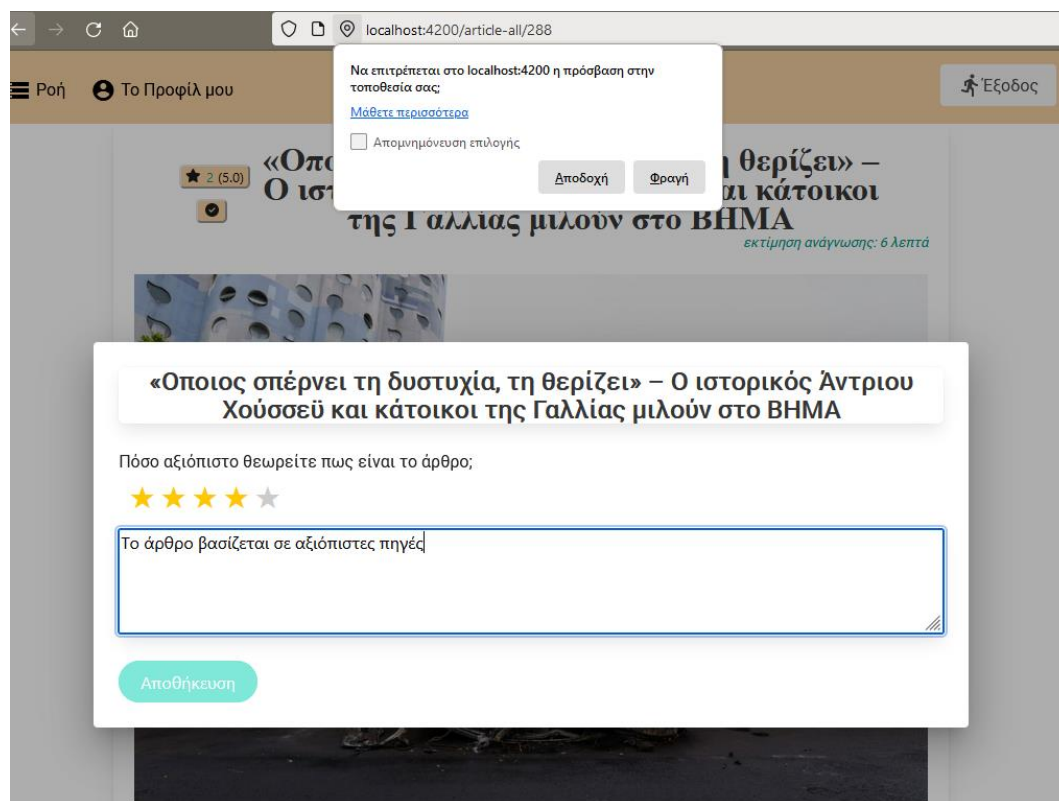 localhost:4200/article-all/288
Ροή
Το Προφίλ μου
Έξοδος
Να επιτρέπεται στο localhost:4200 η πρόσβαση στην
τοποθεσία σας;
Μάθετε περισσότερα
Απομνημόνευση επιλογής
Αποδοχή Φραγή
2 (5.0)
«Οπο θερίζει» –
Ο ισ αι κάτοικοι
της Γαλλίας μιλούν στο ΒΗΜΑ
εκτίμηση ανάγνωσης: 6 λεπτά
«Οποιος σπέρνει τη δυστυχία, τη θερίζει» – Ο ιστορικός Άντριου
Χούσσεϋ και κάτοικοι της Γαλλίας μιλούν στο ΒΗΜΑ
Πόσο αξιόπιστο θεωρείτε πως είναι το άρθρο;
Το άρθρο βασίζεται σε αξιόπιστες πηγές
Αποθήκευση